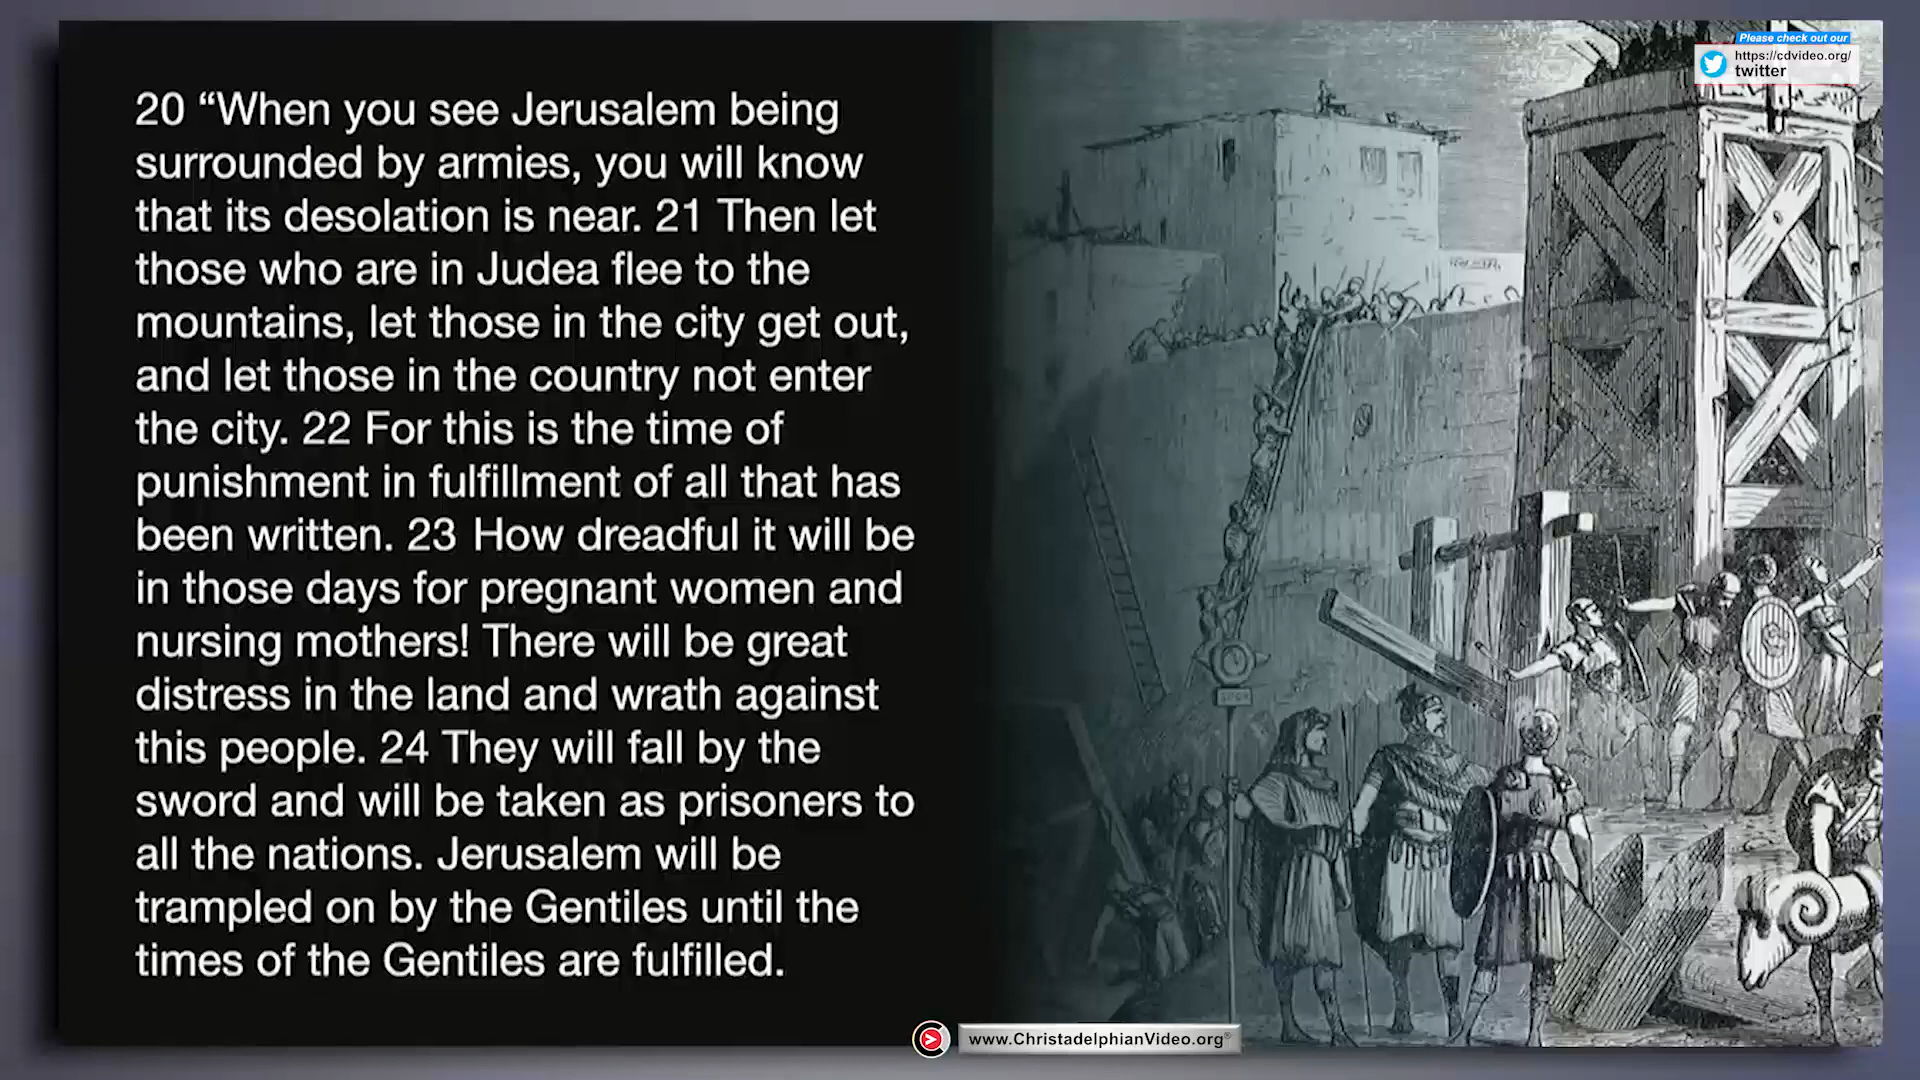 Please check out our
https://cdvideo.org/
twitter
20 “When you see Jerusalem being
surrounded by armies, you will know
that its desolation is near. 21 Then let
those who are in Judea flee to the
mountains, let those in the city get out,
and let those in the country not enter
the city. 22 For this is the time of
punishment in fulfillment of all that has
been written. 23 How dreadful it will be
in those days for pregnant women and
nursing mothers! There will be great
distress in the land and wrath against
this people. 24 They will fall by the
sword and will be taken as prisoners to
all the nations. Jerusalem will be
trampled on by the Gentiles until the
times of the Gentiles are fulfilled.
www.ChristadelphianVideo.org®